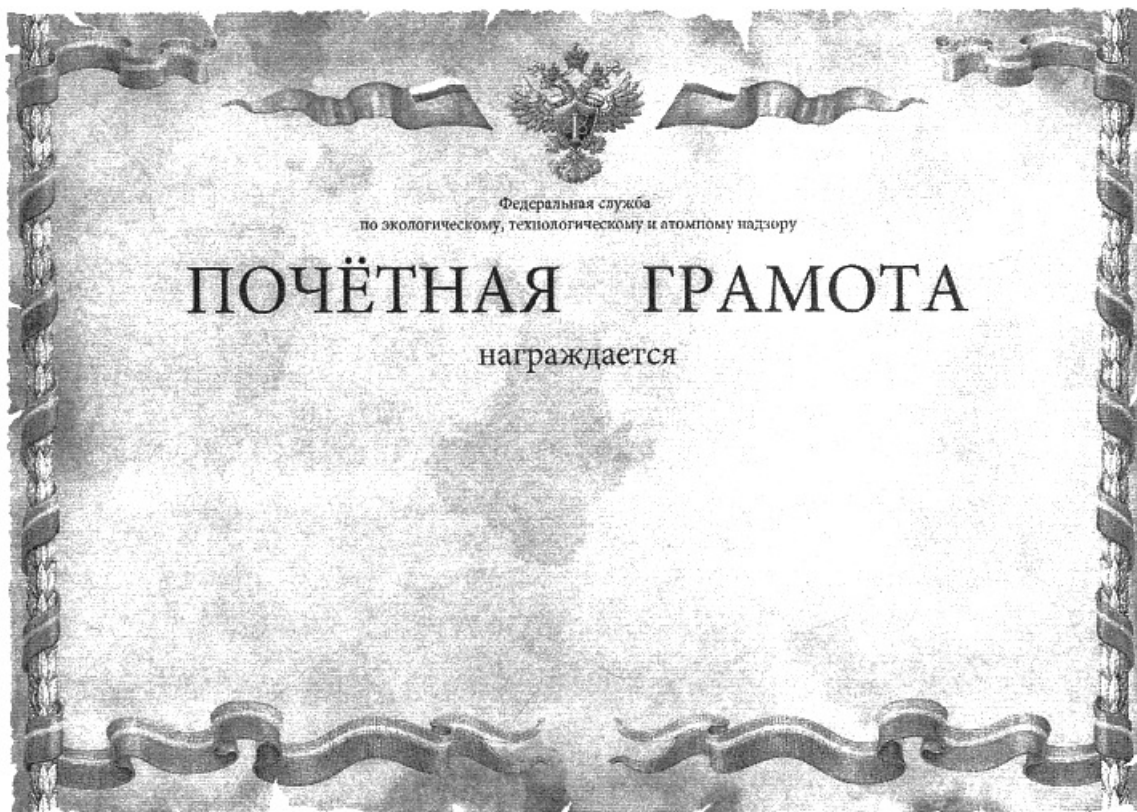 Федеральная служба
по экологическому, технологическому и атомному надзору
ПОЧЁТНАЯ ГРАМОТА
награждается